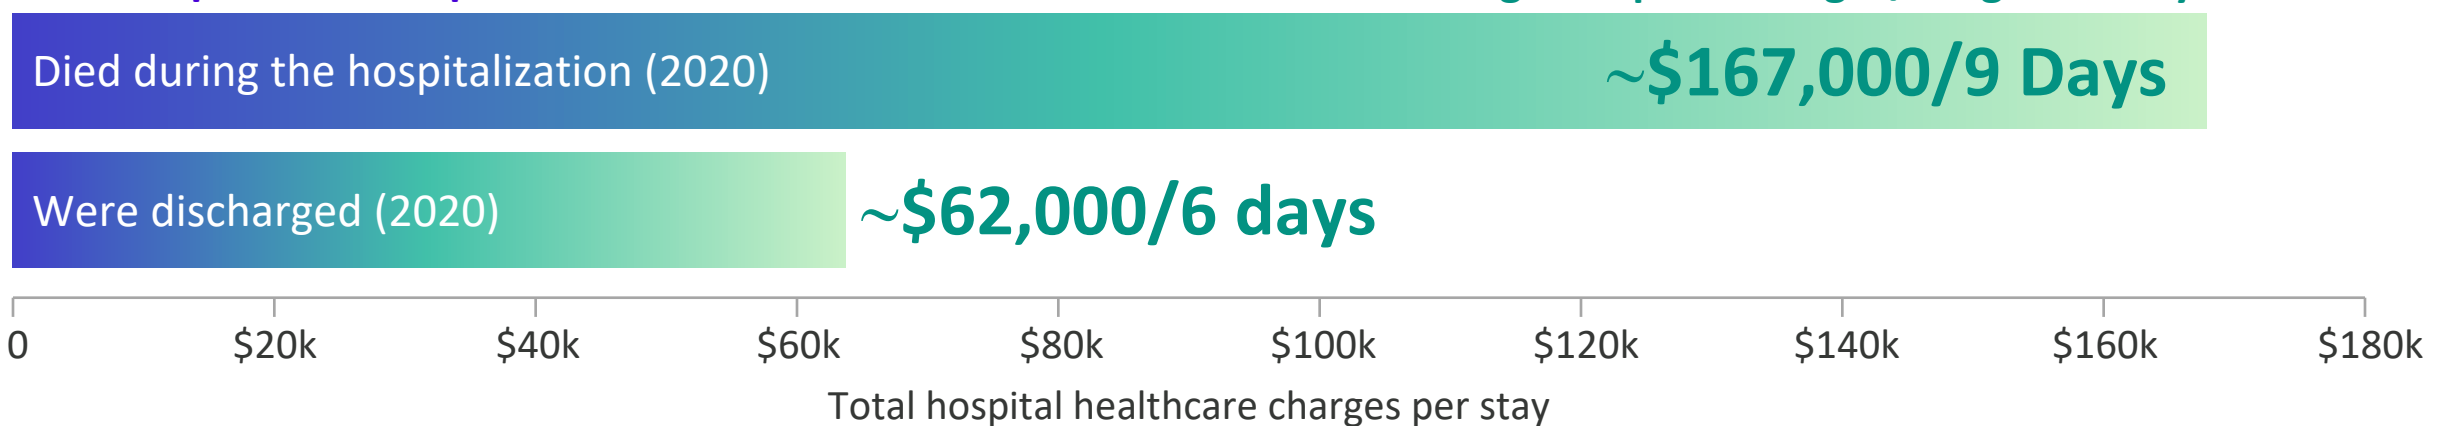 Died during the hospitalization (2020)
~$167,000/9 Days
Were discharged (2020)
~$62,000/6 days
0 $20k $40k $60k $80k $100k $120k $140k $160k $180k
Total hospital healthcare charges per stay